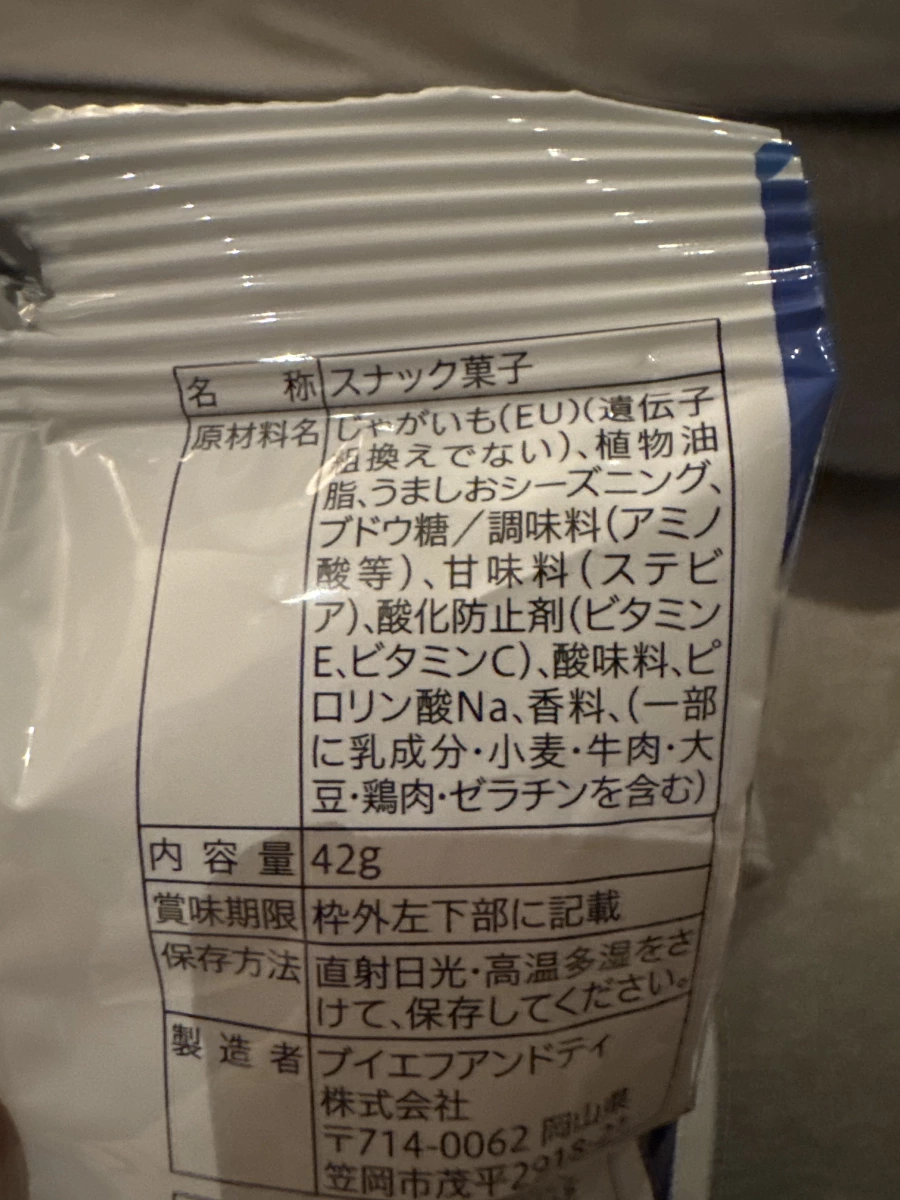 名称 スナック菓子
原材料名 じゃがいも(EU)(遺伝子
組換えでない)、植物油
脂、うましおシーズニング、
ブドウ糖/調味料(アミノ
酸等)、甘味料(ステビ
ア)、酸化防止剤(ビタミン
E、ビタミンC)、酸味料、ピ
ロリン酸Na、香料、(一部
に乳成分・小麦・牛肉・大
豆・鶏肉・ゼラチンを含む)
内容量 42g
賞味期限 枠外左下部に記載
保存方法 直射日光・高温多湿をさ
けて、保存してください。
製造者 ブイエフアンドティ
株式会社
〒714-0062 岡山県
笠岡市茂平2918-